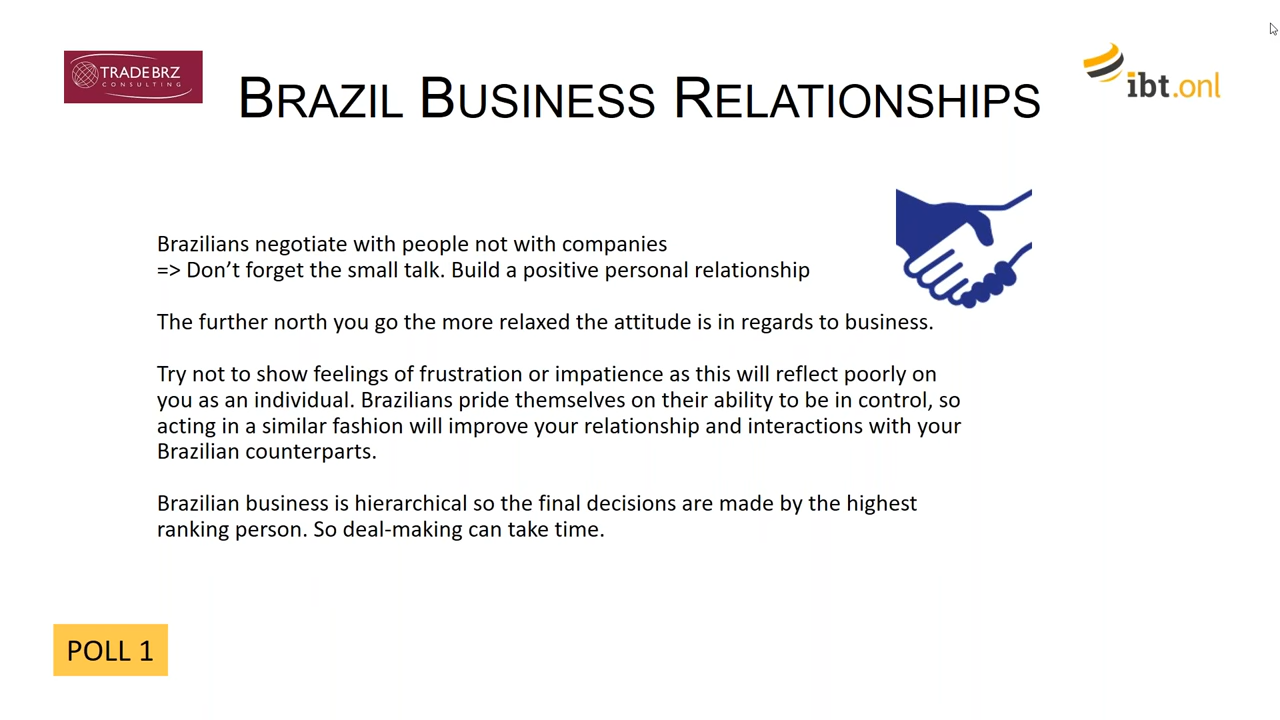 TRADEBRZ
CONSULTING
BRAZIL BUSINESS RELATIONSHIPS
ibt.onl
Brazilians negotiate with people not with companies
=> Don’t forget the small talk. Build a positive personal relationship
The further north you go the more relaxed the attitude is in regards to business.
Try not to show feelings of frustration or impatience as this will reflect poorly on
you as an individual. Brazilians pride themselves on their ability to be in control, so
acting in a similar fashion will improve your relationship and interactions with your
Brazilian counterparts.
Brazilian business is hierarchical so the final decisions are made by the highest
ranking person. So deal-making can take time.
POLL 1